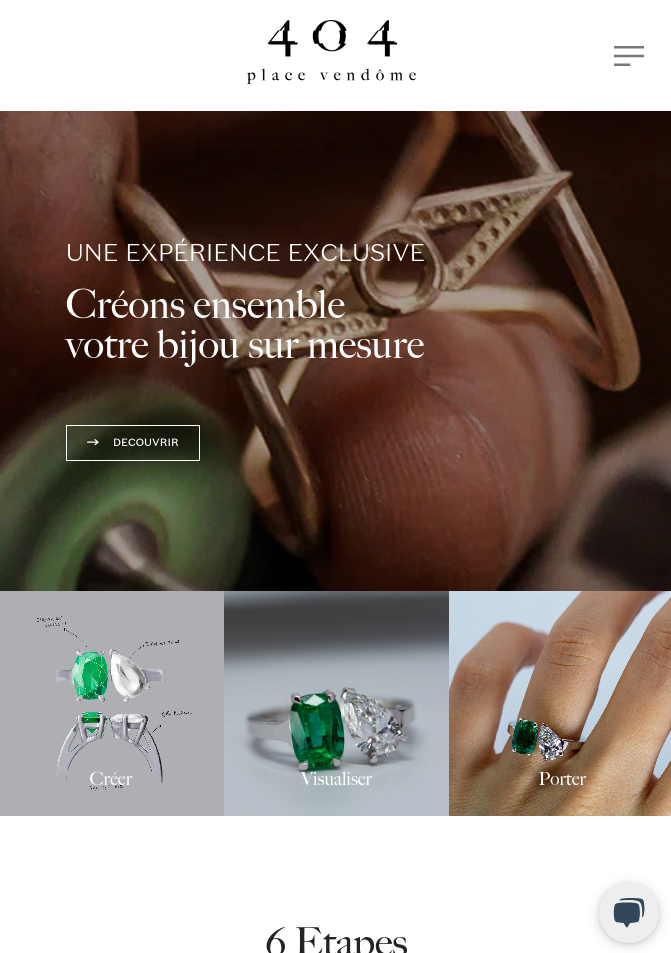 404
place vendôme
UNE EXPÉRIENCE EXCLUSIVE
Créons ensemble
votre bijou sur mesure
→ DECOUVRIR
Créer
Visualiser
Porter
6 Etapes